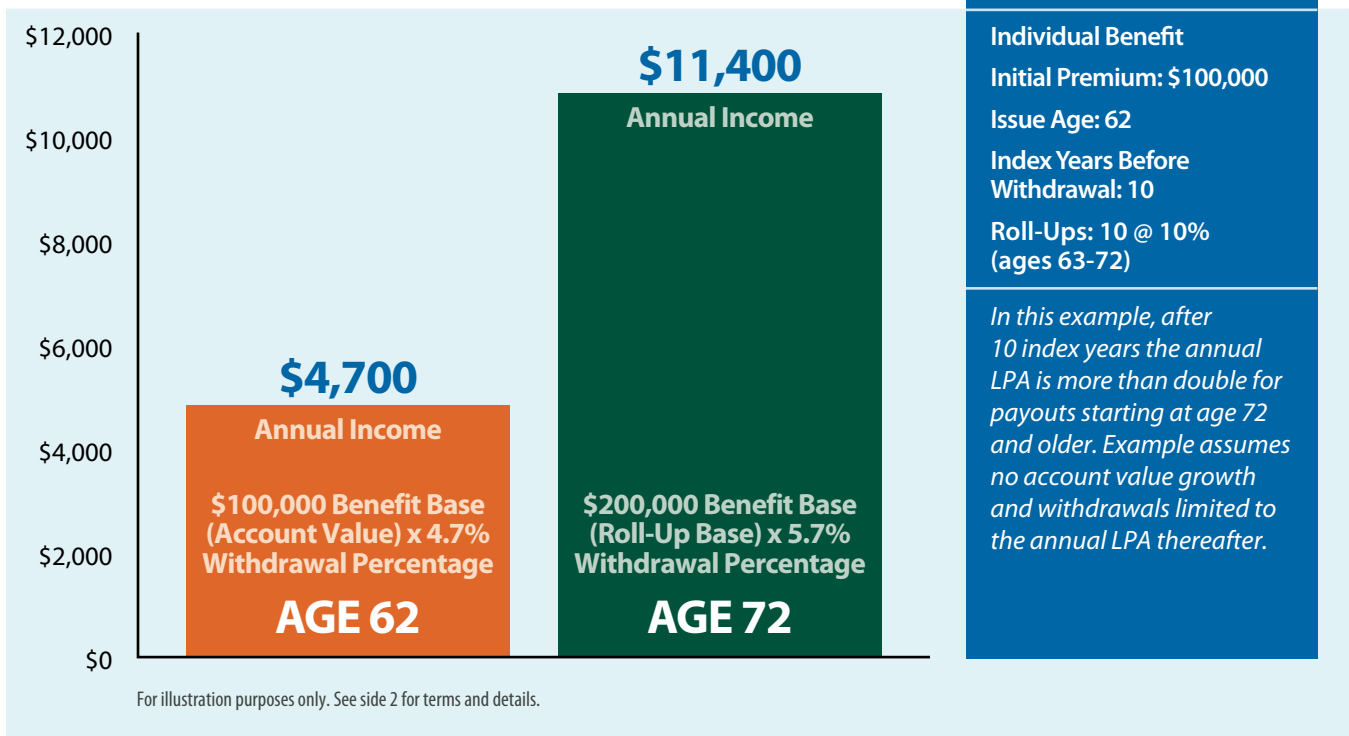 $12,000
$10,000
$8,000
$6,000
$4,000
$2,000
$0
$4,700
Annual Income
$100,000 Benefit Base
(Account Value) x 4.7%
Withdrawal Percentage
AGE 62
$11,400
Annual Income
$200,000 Benefit Base
(Roll-Up Base) x 5.7%
Withdrawal Percentage
AGE 72
For illustration purposes only. See side 2 for terms and details.
Individual Benefit
Initial Premium: $100,000
Issue Age: 62
Index Years Before
Withdrawal: 10
Roll-Ups: 10 @ 10%
(ages 63-72)
In this example, after
10 index years the annual
LPA is more than double for
payouts starting at age 72
and older. Example assumes
no account value growth
and withdrawals limited to
the annual LPA thereafter.